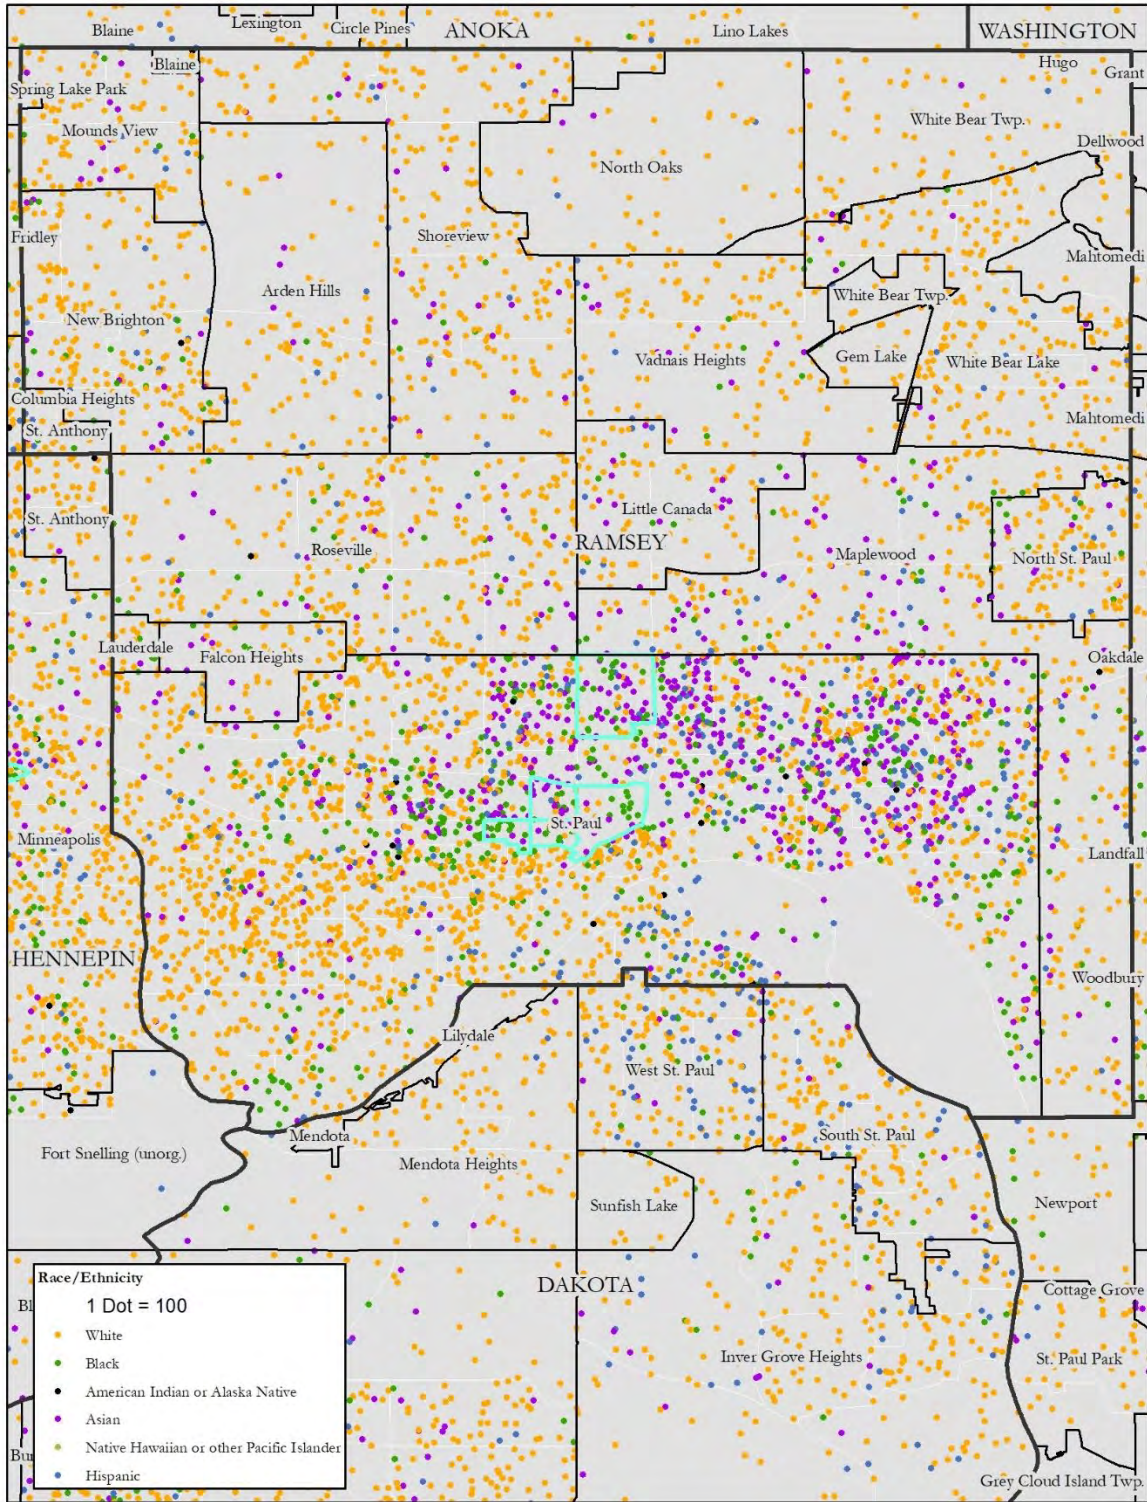 Blaine
Lexington
Circle Pines
ANOKA
Lino Lakes
WASHINGTON
Blaine
Hugo
Grant
Spring Lake Park
Mounds View
White Bear Twp.
Dellwood
North Oaks
Fridley
Shoreview
Mahtomedi
Arden Hills
White Bear Twp.
New Brighton
Vadnais Heights
Gem Lake
White Bear Lake
Columbia Heights
Mahtomedi
St. Anthony
St. Anthony
Little Canada
Roseville
RAMSEY
Maplewood
North St. Paul
Lauderdale
Falcon Heights
Oakdale
St. Paul
Minneapolis
Landfall
HENNEPIN
Woodbury
Lilydale
West St. Paul
Mendota
South St. Paul
Fort Snelling (unorg.)
Mendota Heights
Sunfish Lake
Newport
DAKOTA
Cottage Grove
Inver Grove Heights
St. Paul Park
Grey Cloud Island Twp.
Bl
Bu
Race/Ethnicity
1 Dot = 100
White
Black
American Indian or Alaska Native
Asian
Native Hawaiian or other Pacific Islander
Hispanic